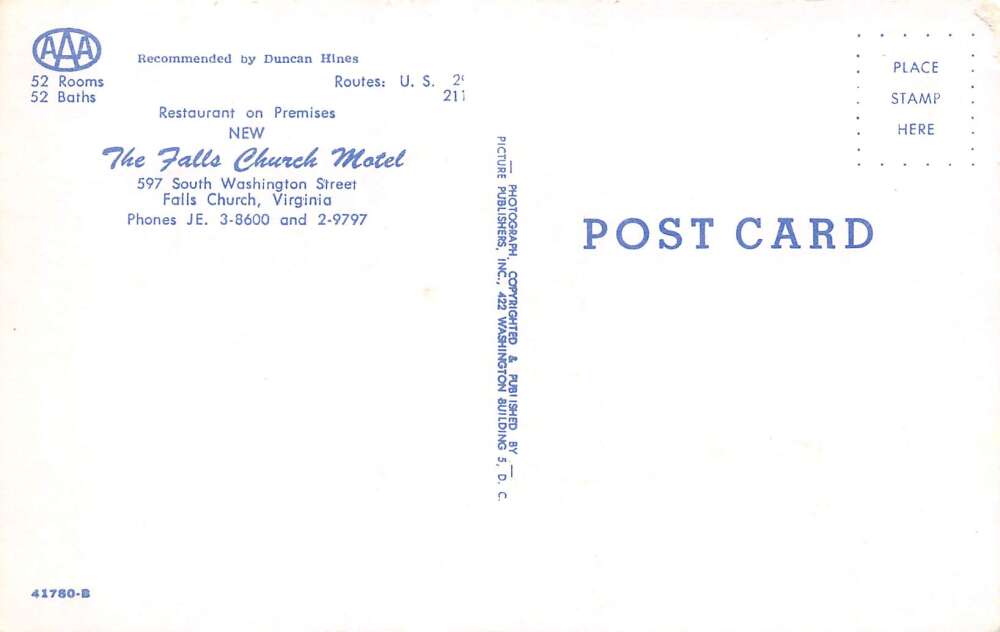 AAA
Recommended by Duncan Hines
52 Rooms
52 Baths
Routes: U. S.
211
Restaurant on Premises
NEW
The Falls Church Motel
597 South Washington Street
Falls Church, Virginia
Phones JE. 3-8600 and 2-9797
41780-B
— PHOTOGRAPH, COPYRIGHTED & PUBLISHED BY —
PICTURE PUBLISHERS, INC., 422 WASHINGTON BUILDING 5, D. C.
PLACE
STAMP
HERE
POST CARD